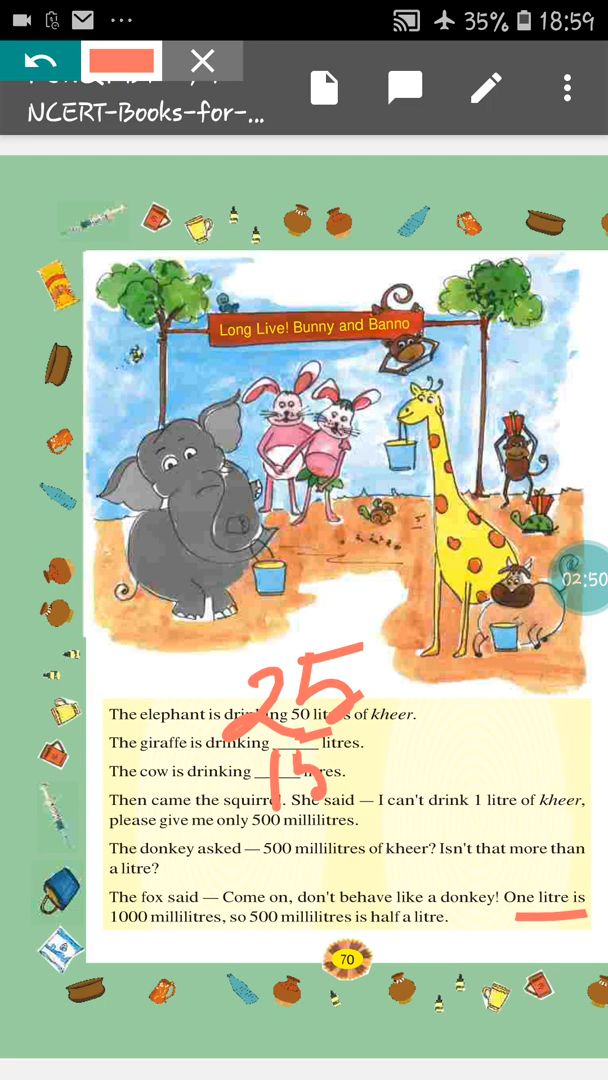 35% 18:59
NCERT-Books-for-...
Long Live! Bunny and Banno
02:50
25
The elephant is drinking 50 litres of kheer.
The giraffe is drinking ______ litres.
15
The cow is drinking ______ litres.
Then came the squirrel. She said — I can't drink 1 litre of kheer,
please give me only 500 millilitres.
The donkey asked — 500 millilitres of kheer? Isn't that more than
a litre?
The fox said — Come on, don't behave like a donkey! One litre is
1000 millilitres, so 500 millilitres is half a litre.
70